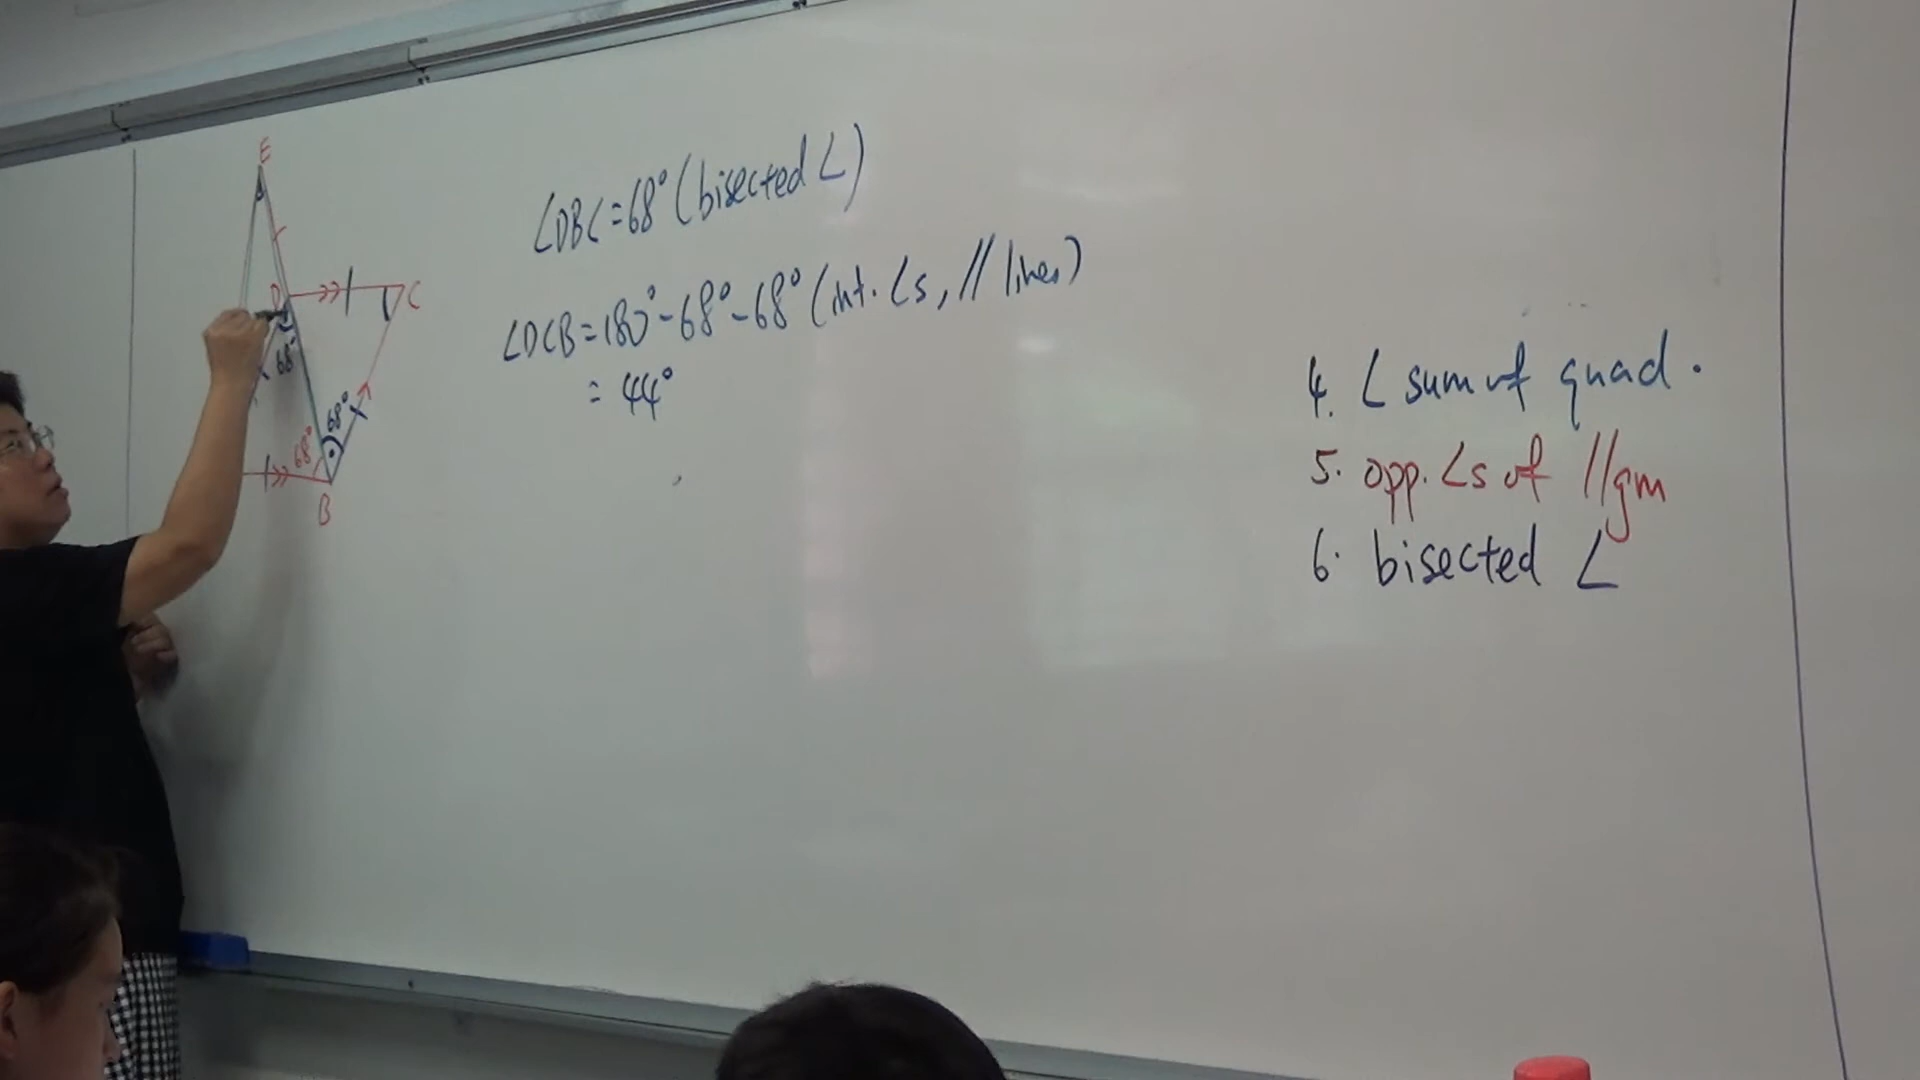 E
D
C
68°
68°
68°
B
∠DBC=68° (bisected ∠)
∠DCB=180°-68°-68° (int. ∠s, // lines)
= 44°
4. ∠ sum of quad.
5. opp. ∠s of //gm
6. bisected ∠